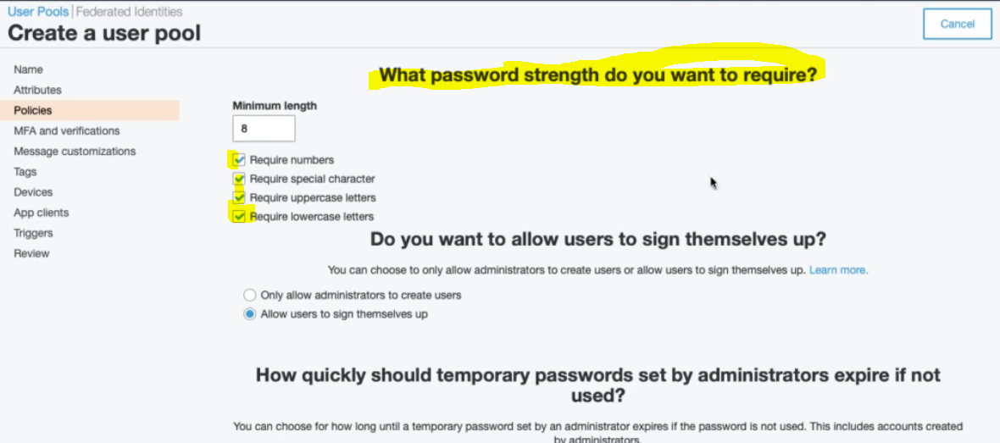 User Pools | Federated Identities
Create a user pool
Cancel
Name
Attributes
Policies
MFA and verifications
Message customizations
Tags
Devices
App clients
Triggers
Review
What password strength do you want to require?
Minimum length
8
Require numbers
Require special character
Require uppercase letters
Require lowercase letters
Do you want to allow users to sign themselves up?
You can choose to only allow administrators to create users or allow users to sign themselves up. Learn more.
Only allow administrators to create users
Allow users to sign themselves up
How quickly should temporary passwords set by administrators expire if not
used?
You can choose for how long until a temporary password set by an administrator expires if the password is not used. This includes accounts created
by administrators.